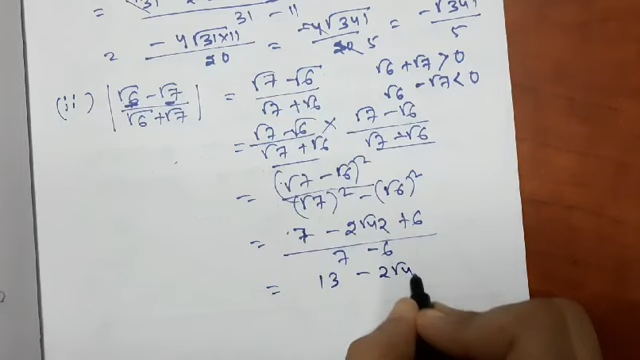 = 31 - 11
= -4√(31×11) / 20 = -4√341 / 20 5 = -√341 / 5
(ii) |(√6 - √7) / (√6 + √7)| = (√7 - √6) / (√7 + √6)
√6 + √7 > 0
√6 - √7 < 0
= (√7 - √6) / (√7 + √6) × (√7 - √6) / (√7 - √6)
= (√7 - √6)² / (√7)² - (√6)²
= 7 - 2√42 + 6 / 7 - 6
= 13 - 2√4